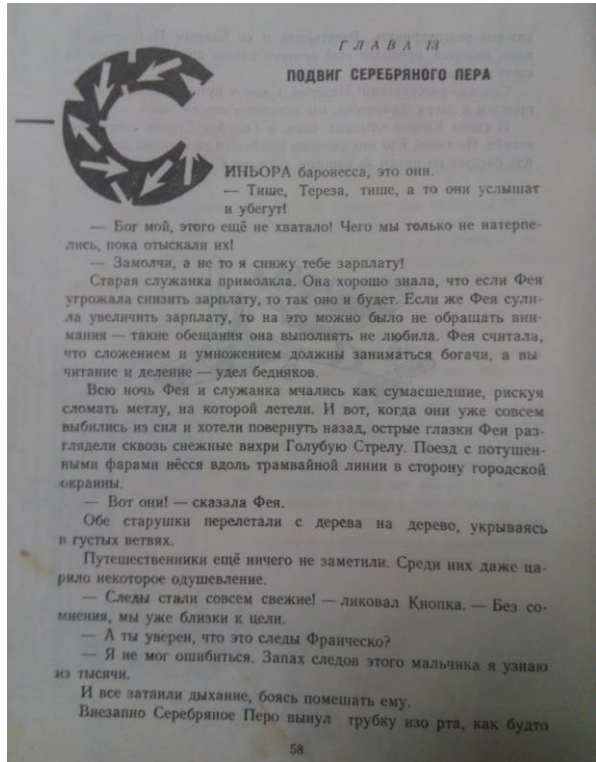 ГЛАВА 13
ПОДВИГ СЕРЕБРЯНОГО ПЕРА
СИНЬОРА баронесса, это они.
— Тише, Тереза, тише, а то они услышат
и убегут!
— Бог мой, этого ещё не хватало! Чего мы только не натерпе-
лись, пока отыскали их!
— Замолчи, а не то я снижу тебе зарплату!
Старая служанка примолкла. Она хорошо знала, что если Фея
угрожала снизить зарплату, то так оно и будет. Если же Фея сули-
ла увеличить зарплату, то на это можно было не обращать вни-
мания — такие обещания она выполнять не любила. Фея считала,
что сложением и умножением должны заниматься богачи, а вы
читание и деление — удел бедняков.
Всю ночь Фея и служанка мчались как сумасшедшие, рискуя
сломать метлу, на которой летели. И вот, когда они уже совсем
выбились из сил и хотели повернуть назад, острые глазки Феи раз-
глядели сквозь снежные вихри Голубую Стрелу. Поезд с потушен-
ными фарами нёсся вдоль трамвайной линии в сторону городской
окраины.
— Вот они! — сказала Фея.
Обе старушки перелетали с дерева на дерево, укрываясь
в густых ветвях.
Путешественники ещё ничего не заметили. Среди них даже ца-
рило некоторое одушевление.
— Следы стали совсем свежие! — ликовал Кнопка. — Без со-
мнения, мы уже близки к цели.
— А ты уверен, что это следы Франческо?
— Я не мог ошибиться. Запах следов этого мальчика я узнаю
из тысячи.
И все затаили дыхание, боясь помешать ему.
Внезапно Серебряное Перо вынул трубку изо рта, как будто
58